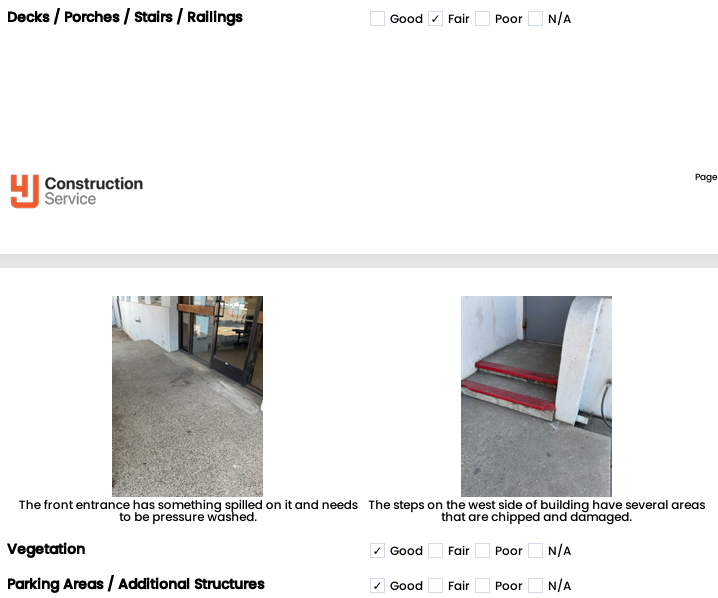 Decks / Porches / Stairs / Railings
Good ✓ Fair Poor N/A
4J Construction
Service
Page
The front entrance has something spilled on it and needs
to be pressure washed.
The steps on the west side of building have several areas
that are chipped and damaged.
Vegetation
✓ Good Fair Poor N/A
Parking Areas / Additional Structures
✓ Good Fair Poor N/A